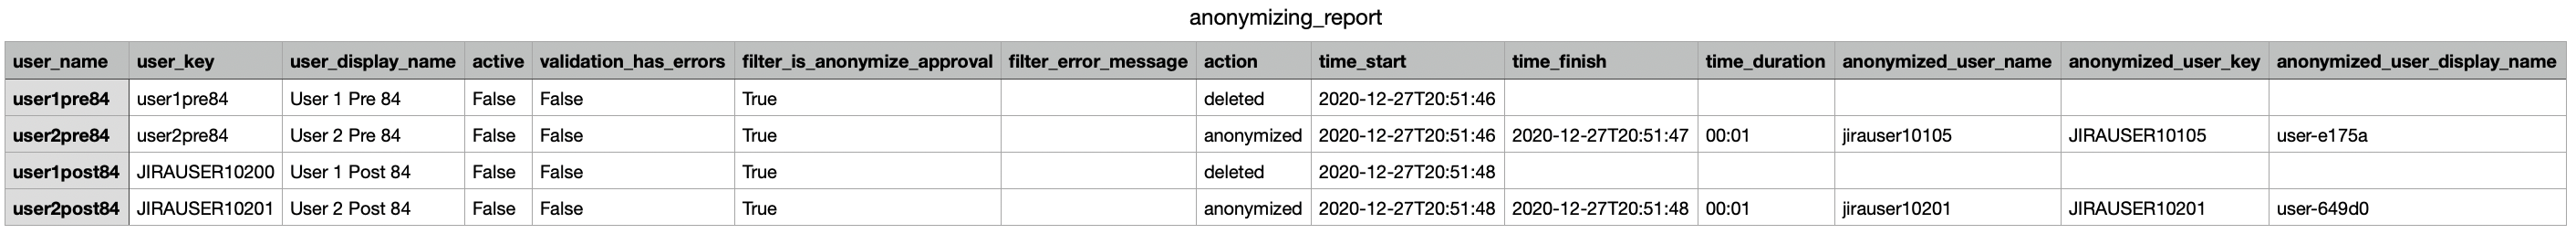 anonymizing_report
user_name user_key user_display_name active validation_has_errors filter_is_anonymize_approval filter_error_message action time_start time_finish time_duration anonymized_user_name anonymized_user_key anonymized_user_display_name
user1pre84 user1pre84 User 1 Pre 84 False False True deleted 2020-12-27T20:51:46
user2pre84 user2pre84 User 2 Pre 84 False False True anonymized 2020-12-27T20:51:46 2020-12-27T20:51:47 00:01 jirauser10105 JIRAUSER10105 user-e175a
user1post84 JIRAUSER10200 User 1 Post 84 False False True deleted 2020-12-27T20:51:48
user2post84 JIRAUSER10201 User 2 Post 84 False False True anonymized 2020-12-27T20:51:48 2020-12-27T20:51:48 00:01 jirauser10201 JIRAUSER10201 user-649d0